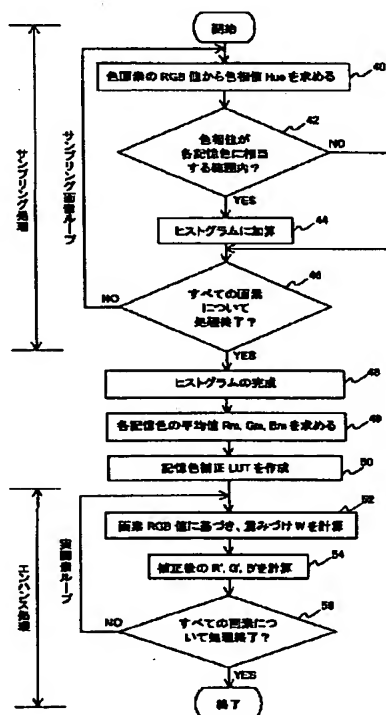 開始
色画素のRGB値から色相値Hueを求める
40
色相値が
各記憶色に相当
する範囲内?
42
NO
YES
ヒストグラムに加算
44
すべての画素
について
処理終了?
46
NO
YES
サンプリング処理
サンプリング画素ループ
ヒストグラムの完成
48
各記憶色の平均値 Rm, Gm, Bm を求める
49
記憶色補正 LUT を作成
50
画素 RGB 値に基づき、重みづけ W を計算
52
補正後の R', G', B'を計算
54
すべての画素につ
いて処理終了?
56
NO
YES
エンハンス処理
実画素ループ
終了